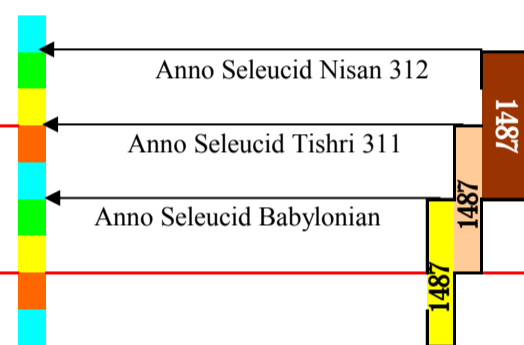 Anno Seleucid Nisan 312
1487
Anno Seleucid Tishri 311
1487
Anno Seleucid Babylonian
1487